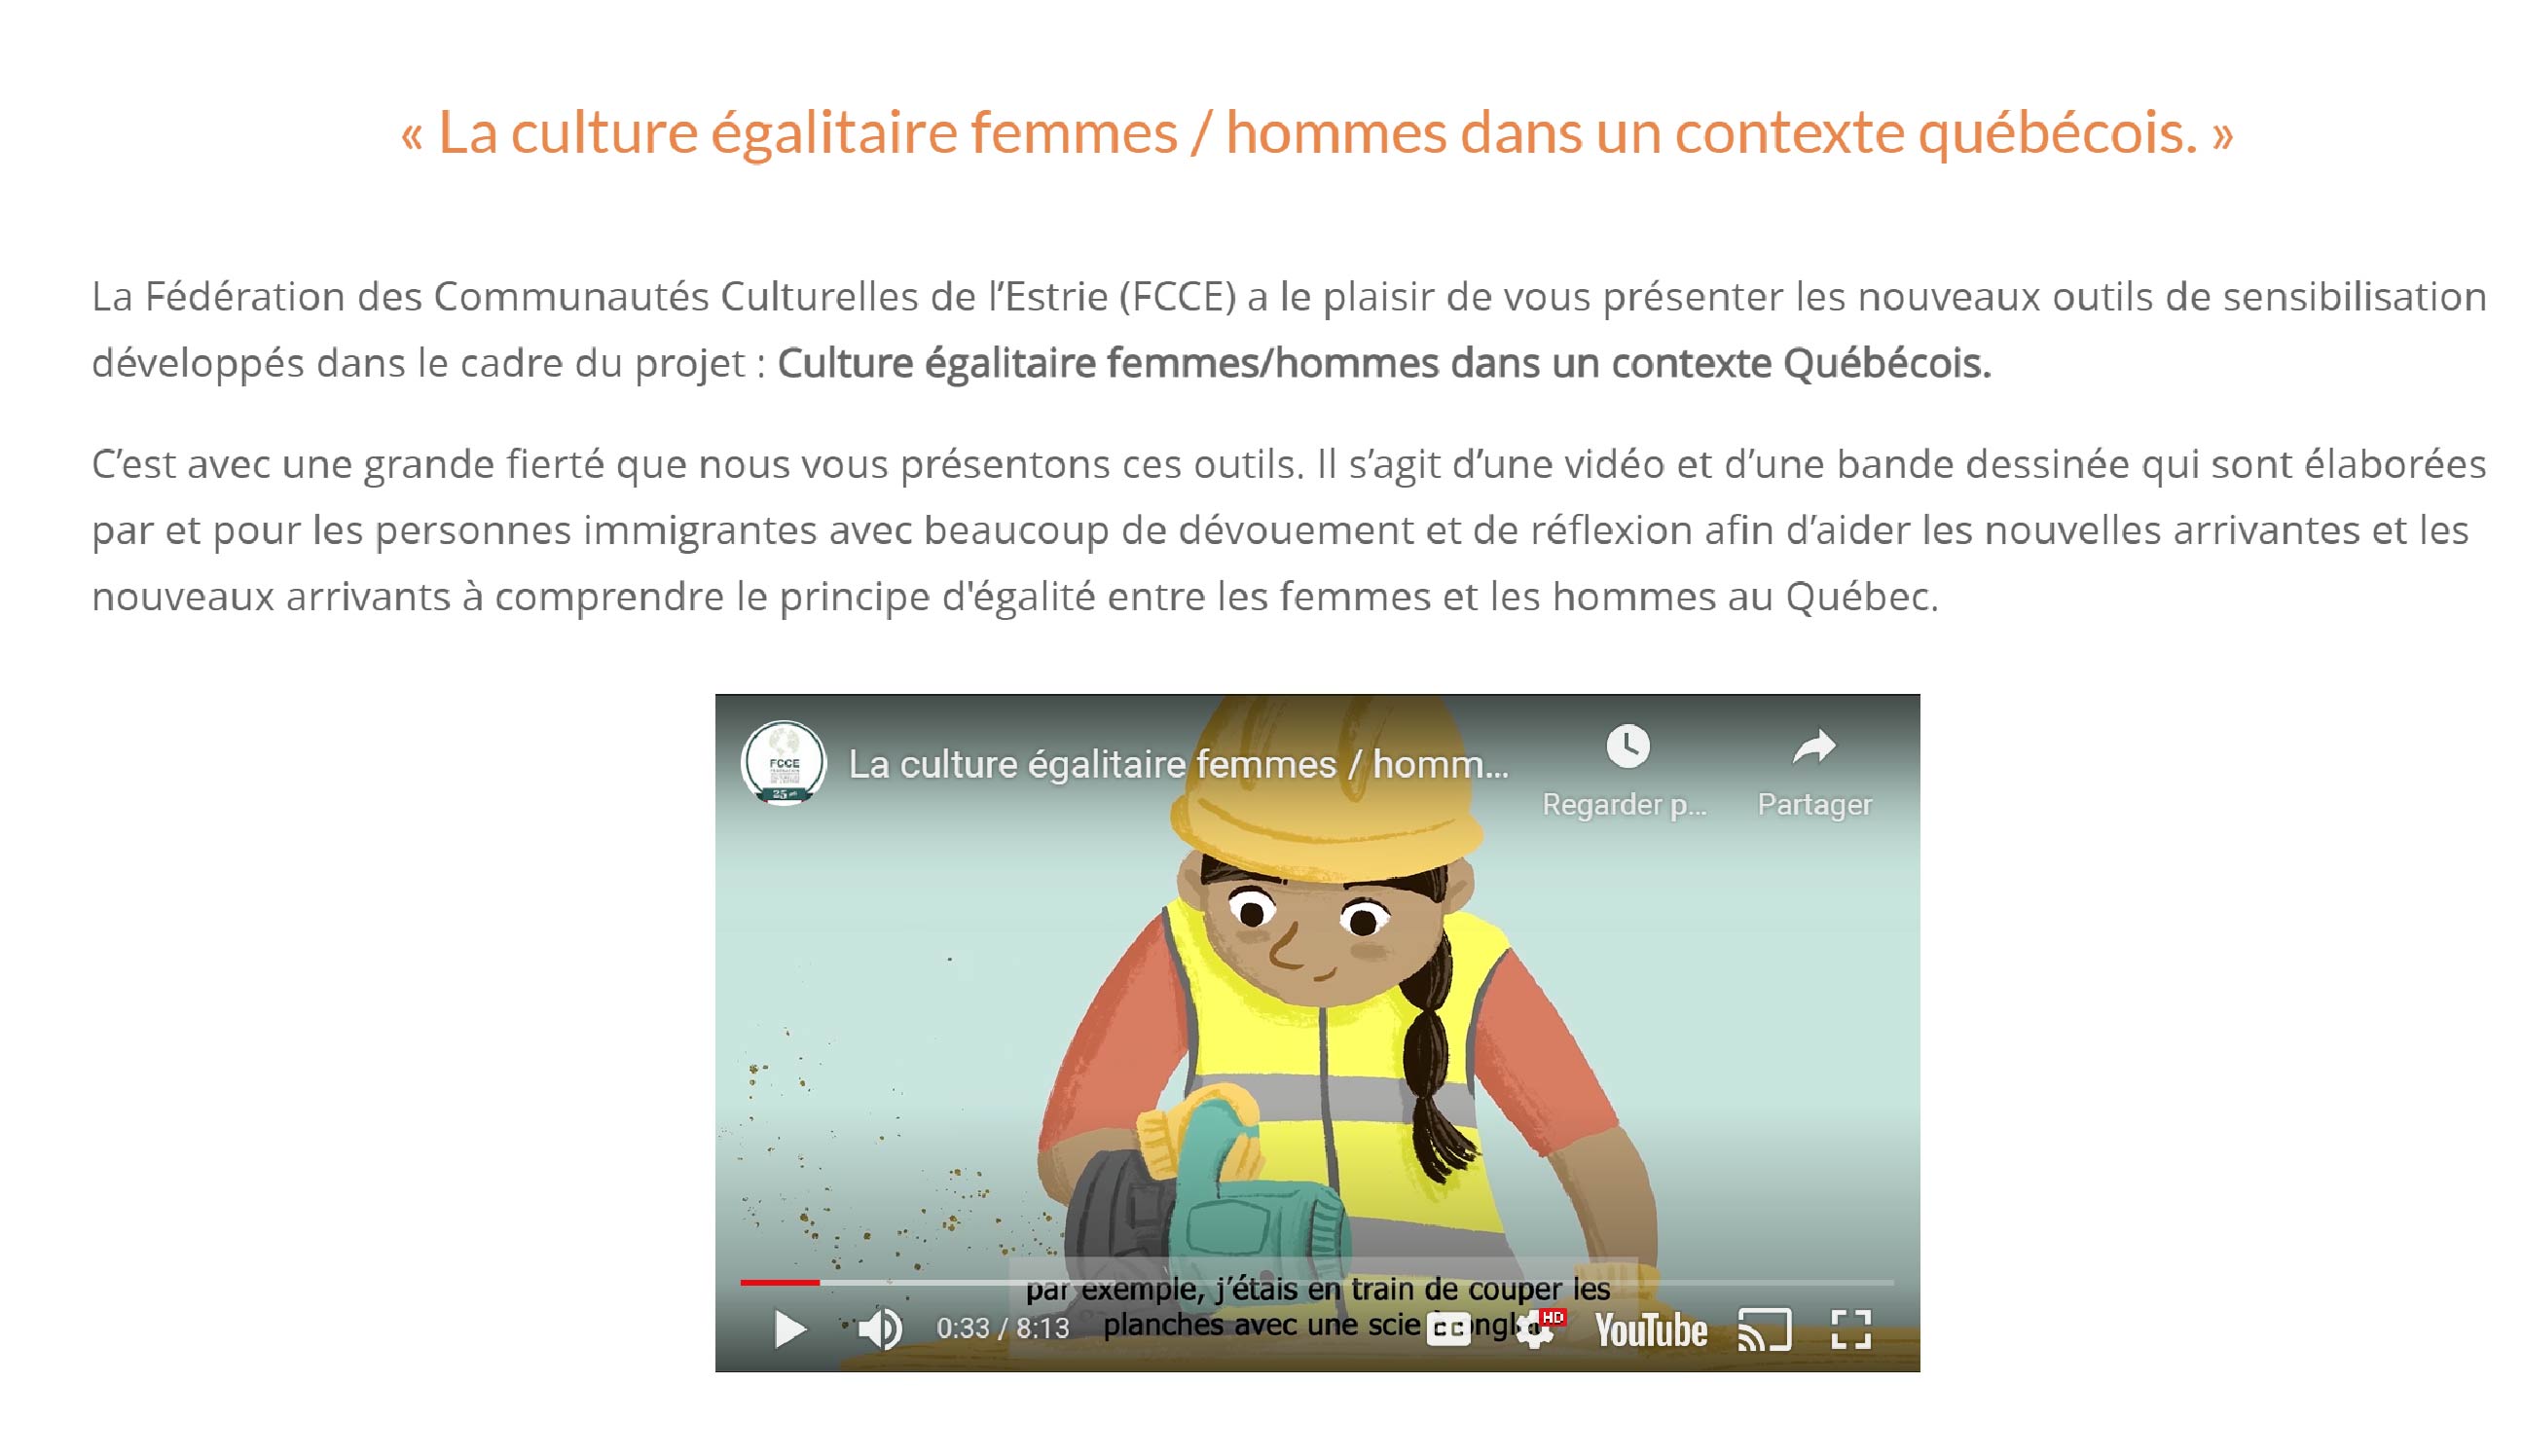 « La culture égalitaire femmes / hommes dans un contexte québécois. »
La Fédération des Communautés Culturelles de l’Estrie (FCCE) a le plaisir de vous présenter les nouveaux outils de sensibilisation
développés dans le cadre du projet : Culture égalitaire femmes/hommes dans un contexte Québécois.
C’est avec une grande fierté que nous vous présentons ces outils. Il s’agit d’une vidéo et d’une bande dessinée qui sont élaborées
par et pour les personnes immigrantes avec beaucoup de dévouement et de réflexion afin d’aider les nouvelles arrivantes et les
nouveaux arrivants à comprendre le principe d'égalité entre les femmes et les hommes au Québec.
FCCE
25 ans
La culture égalitaire femmes / homm...
Regarder p...
Partager
par exemple, j’étais en train de couper les
planches avec une scie
0:33 / 8:13
HD
YouTube